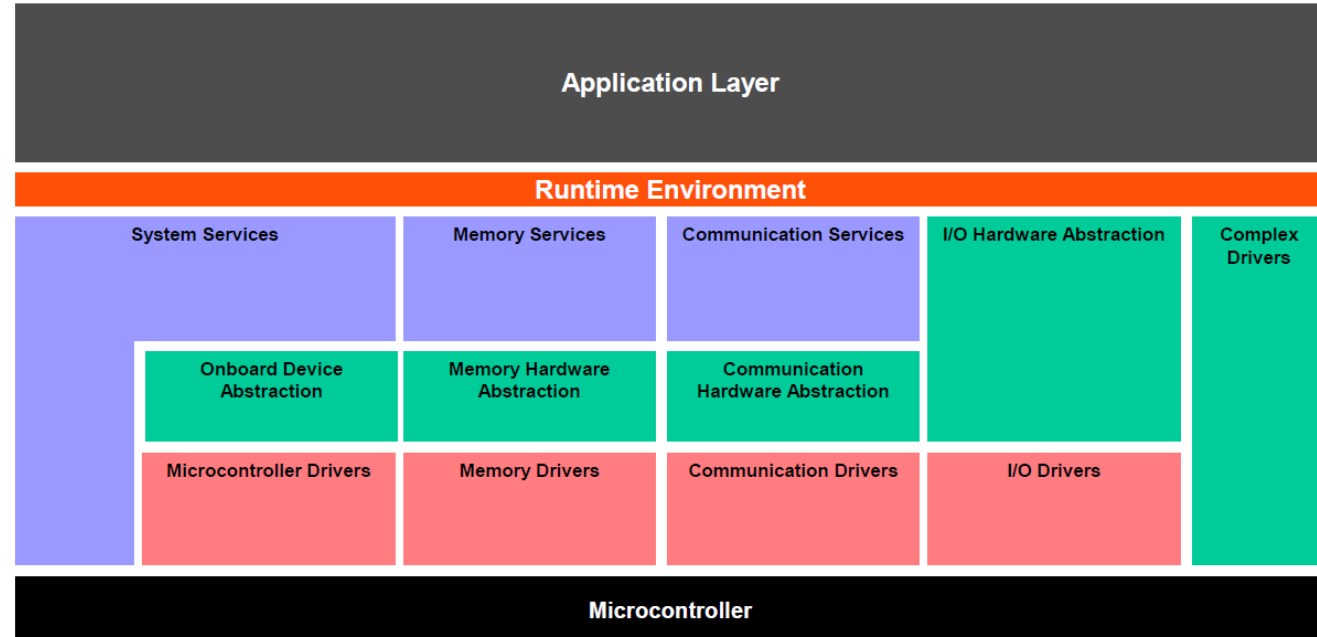 Application Layer
Runtime Environment
System Services
Memory Services
Communication Services
I/O Hardware Abstraction
Complex
Drivers
Onboard Device
Abstraction
Memory Hardware
Abstraction
Communication
Hardware Abstraction
Microcontroller Drivers
Memory Drivers
Communication Drivers
I/O Drivers
Microcontroller